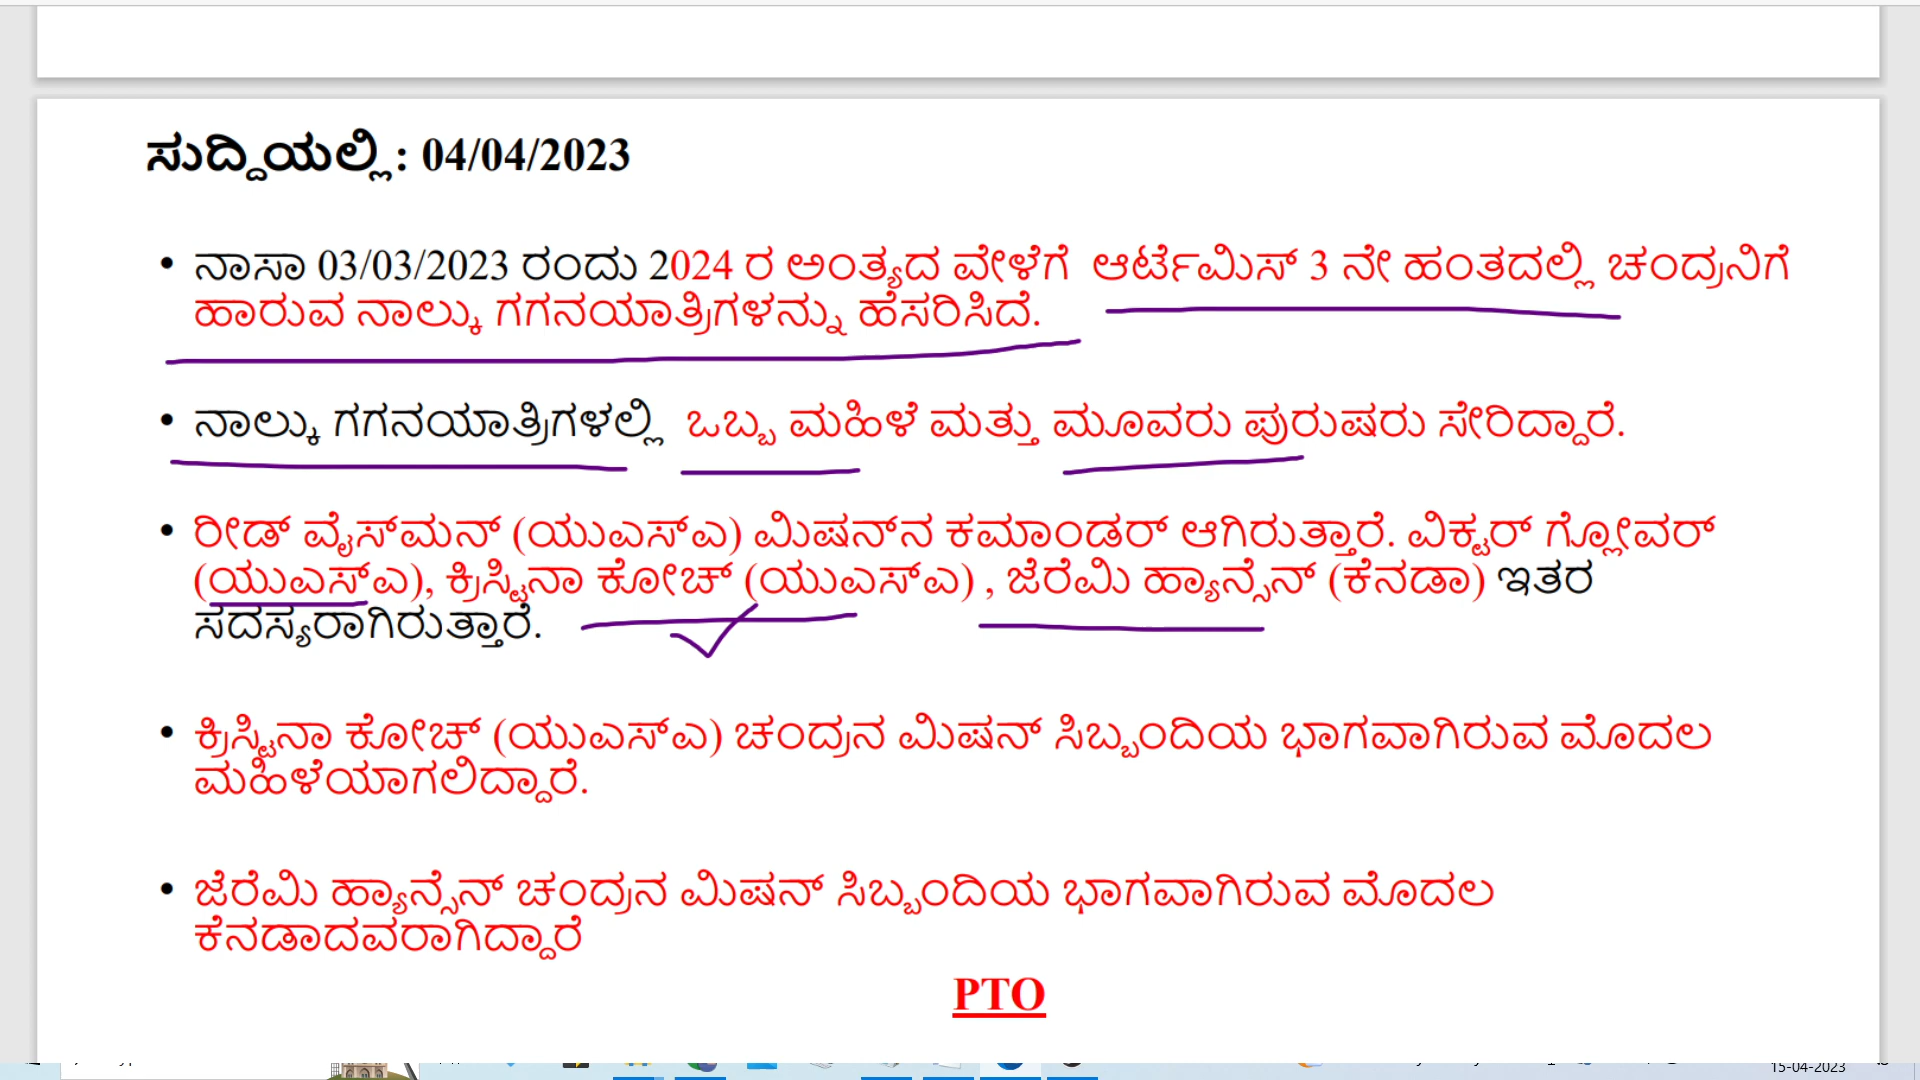 ಸುದ್ದಿಯಲ್ಲಿ : 04/04/2023
• ನಾಸಾ 03/03/2023 ರಂದು 2024 ರ ಅಂತ್ಯದ ವೇಳೆಗೆ ಆರ್ಟೆಮಿಸ್ 3 ನೇ ಹಂತದಲ್ಲಿ ಚಂದ್ರನಿಗೆ
ಹಾರುವ ನಾಲ್ಕು ಗಗನಯಾತ್ರಿಗಳನ್ನು ಹೆಸರಿಸಿದೆ.
• ನಾಲ್ಕು ಗಗನಯಾತ್ರಿಗಳಲ್ಲಿ ಒಬ್ಬ ಮಹಿಳೆ ಮತ್ತು ಮೂವರು ಪುರುಷರು ಸೇರಿದ್ದಾರೆ.
• ರೀಡ್ ವೈಸ್‌ಮನ್ (ಯುಎಸ್‌ಎ) ಮಿಷನ್‌ನ ಕಮಾಂಡರ್ ಆಗಿರುತ್ತಾರೆ. ವಿಕ್ಟರ್ ಗ್ಲೋವರ್
(ಯುಎಸ್‌ಎ), ಕ್ರಿಸ್ಟಿನಾ ಕೋಚ್ (ಯುಎಸ್‌ಎ) , ಜೆರೆಮಿ ಹ್ಯಾನ್ಸೆನ್ (ಕೆನಡಾ) ಇತರ
ಸದಸ್ಯರಾಗಿರುತ್ತಾರೆ.
• ಕ್ರಿಸ್ಟಿನಾ ಕೋಚ್ (ಯುಎಸ್‌ಎ) ಚಂದ್ರನ ಮಿಷನ್ ಸಿಬ್ಬಂದಿಯ ಭಾಗವಾಗಿರುವ ಮೊದಲ
ಮಹಿಳೆಯಾಗಲಿದ್ದಾರೆ.
• ಜೆರೆಮಿ ಹ್ಯಾನ್ಸೆನ್ ಚಂದ್ರನ ಮಿಷನ್ ಸಿಬ್ಬಂದಿಯ ಭಾಗವಾಗಿರುವ ಮೊದಲ
ಕೆನಡಾದವರಾಗಿದ್ದಾರೆ
PTO
15-04-2023